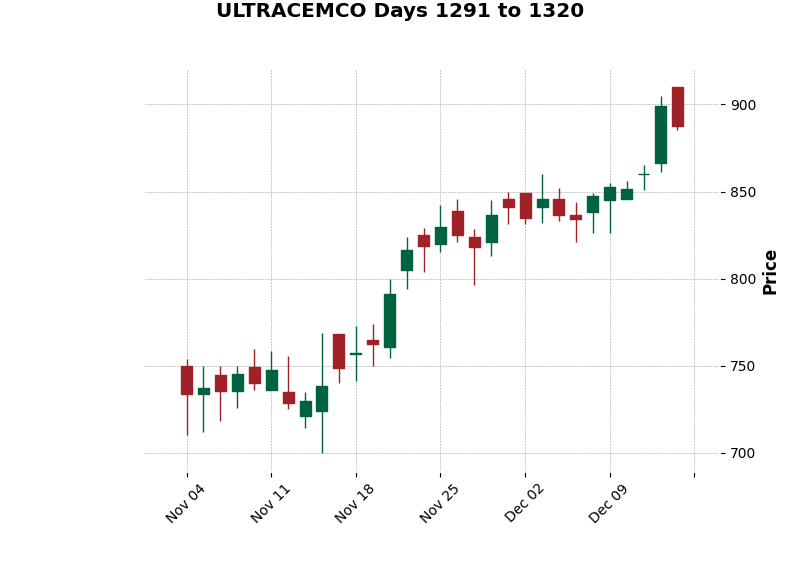 ULTRACEMCO Days 1291 to 1320
900
850
800
750
700
Price
Nov 04
Nov 11
Nov 18
Nov 25
Dec 02
Dec 09